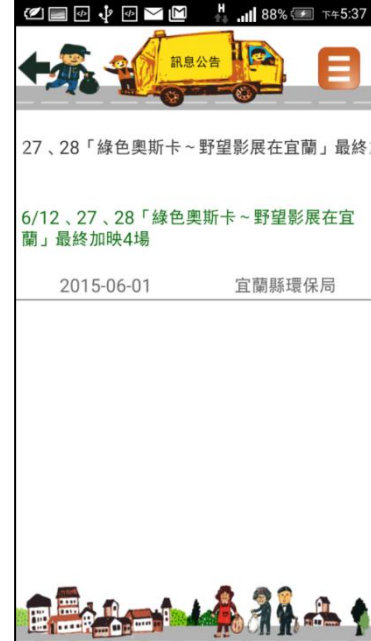 H 88% 下午5:37
訊息公告
27、28「綠色奧斯卡～野望影展在宜蘭」最終
6/12、27、28「綠色奧斯卡～野望影展在宜
蘭」最終加映4場
2015-06-01 宜蘭縣環保局